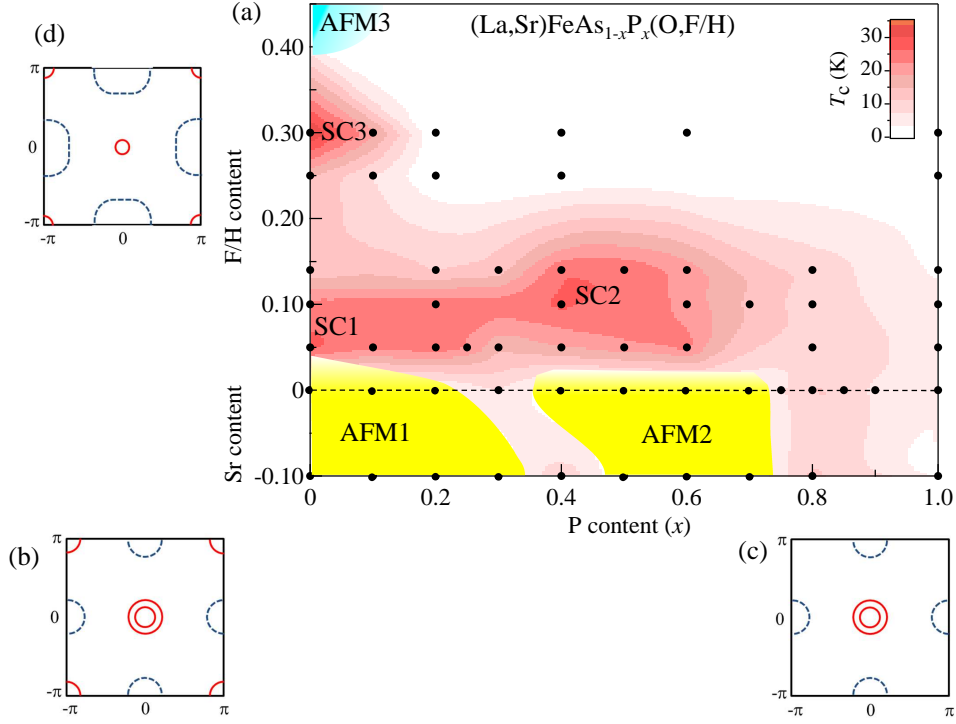 (a)
(La,Sr)FeAs1-xPx(O,F/H)
AFM3
SC3
SC2
SC1
AFM1
AFM2
Tc (K)
30
20
10
0
F/H content
Sr content
0.40
0.30
0.20
0.10
0
-0.10
0
0.2
0.4
0.6
0.8
1.0
P content (x)
(d)
π
0
-π
-π
0
π
(b)
π
0
-π
-π
0
π
(c)
π
0
-π
-π
0
π